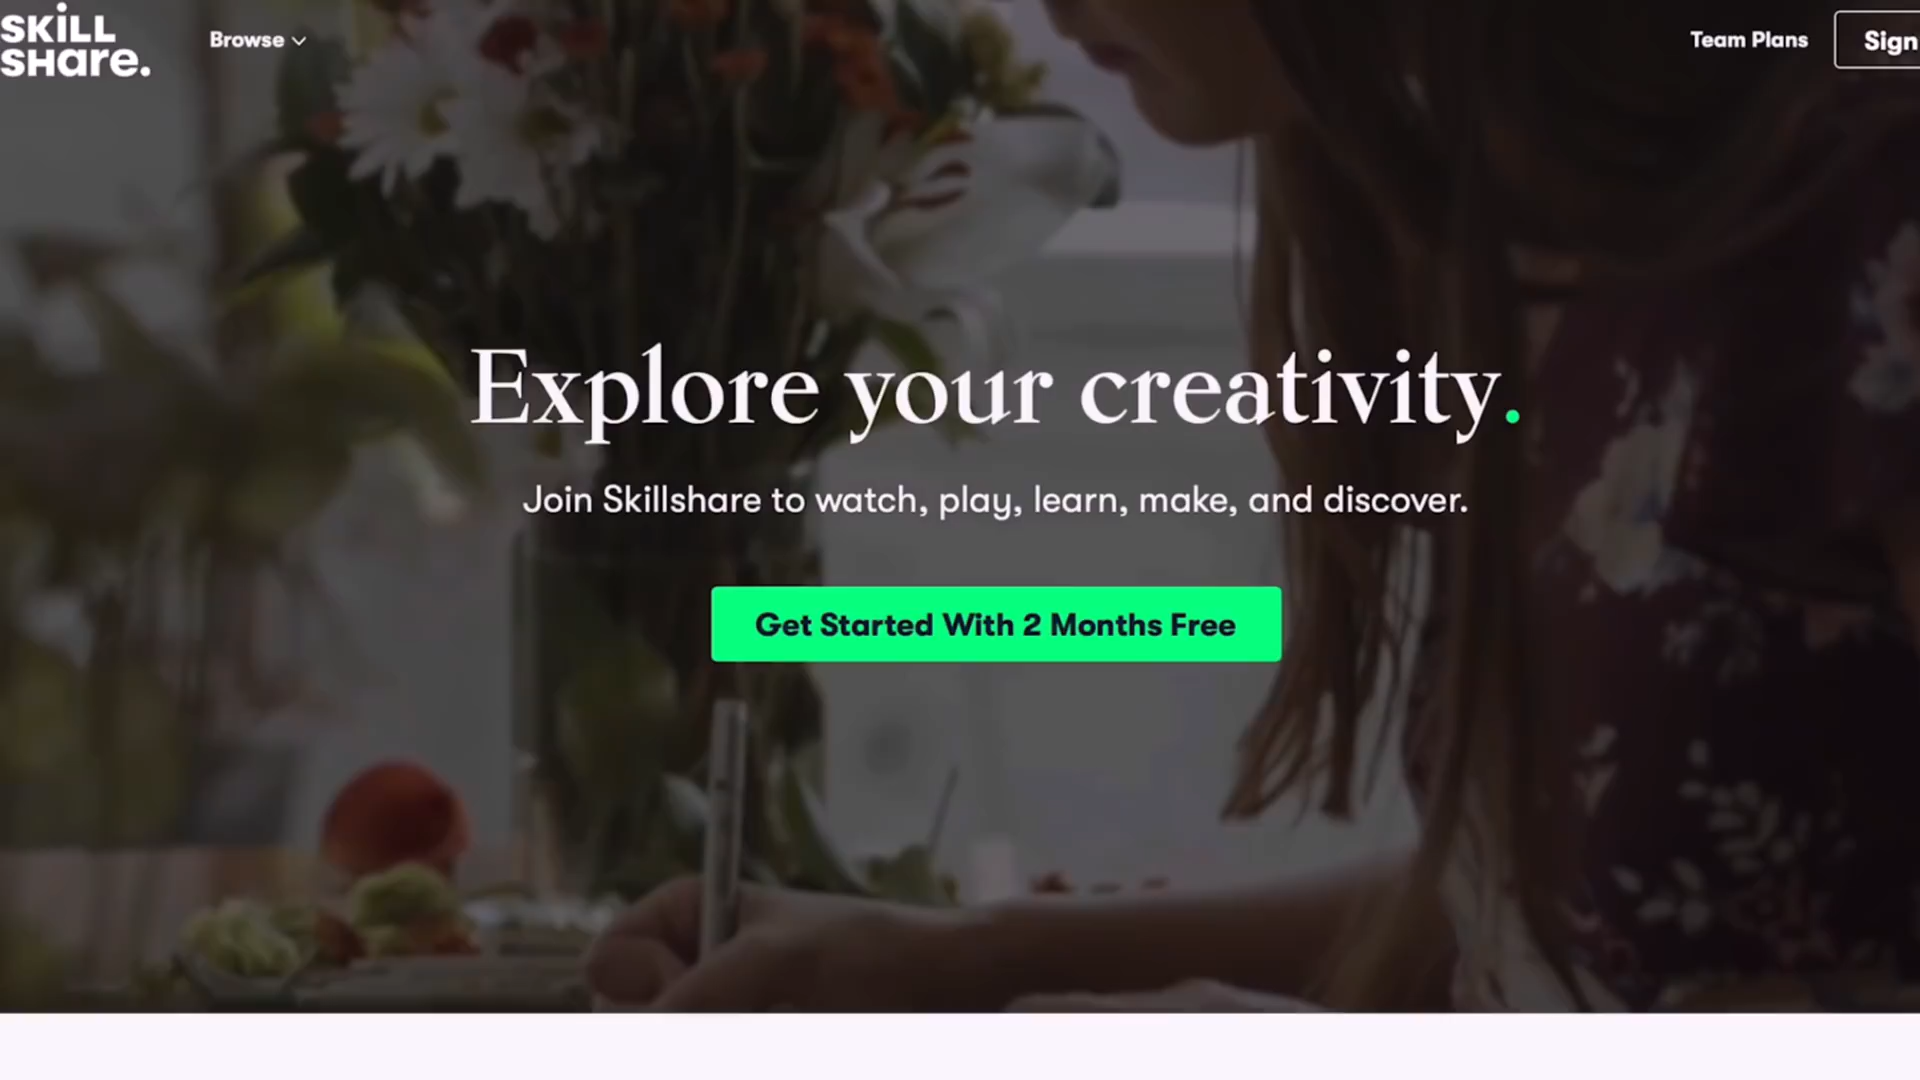 SKiLL
SHare.
Browse
Team Plans
Sign
Explore your creativity.
Join Skillshare to watch, play, learn, make, and discover.
Get Started With 2 Months Free